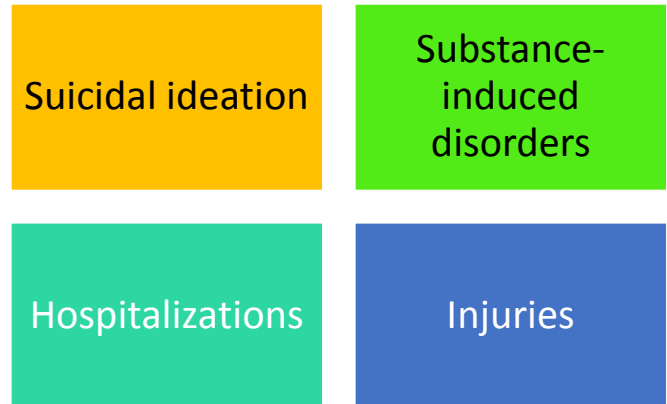 Suicidal ideation
Substance-
induced
disorders
Hospitalizations
Injuries